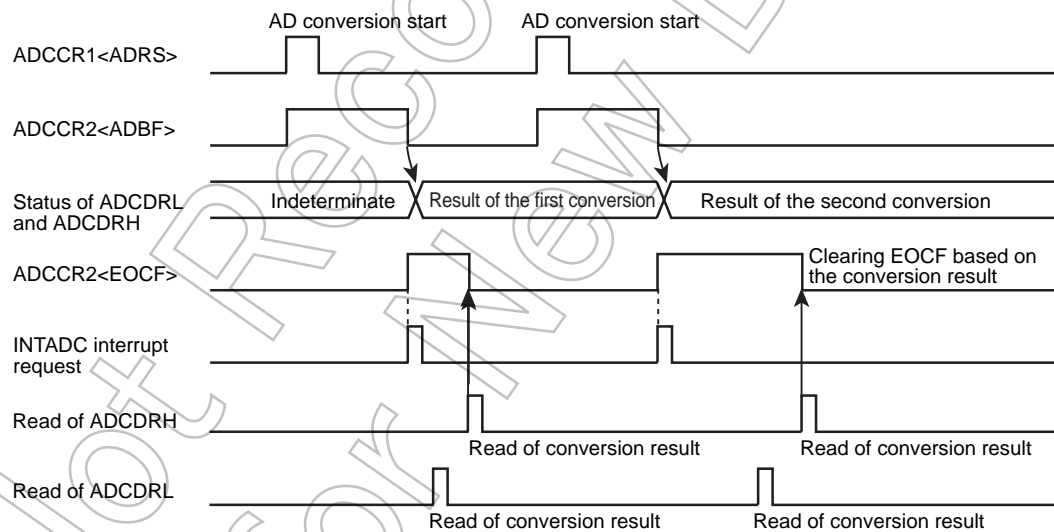 AD conversion start
AD conversion start
ADCCR1<ADRS>
ADCCR2<ADBF>
Status of ADCDRL
and ADCDRH
Indeterminate
Result of the first conversion
Result of the second conversion
ADCCR2<EOCF>
Clearing EOCF based on
the conversion result
INTADC interrupt
request
Read of ADCDRH
Read of conversion result
Read of conversion result
Read of ADCDRL
Read of conversion result
Read of conversion result